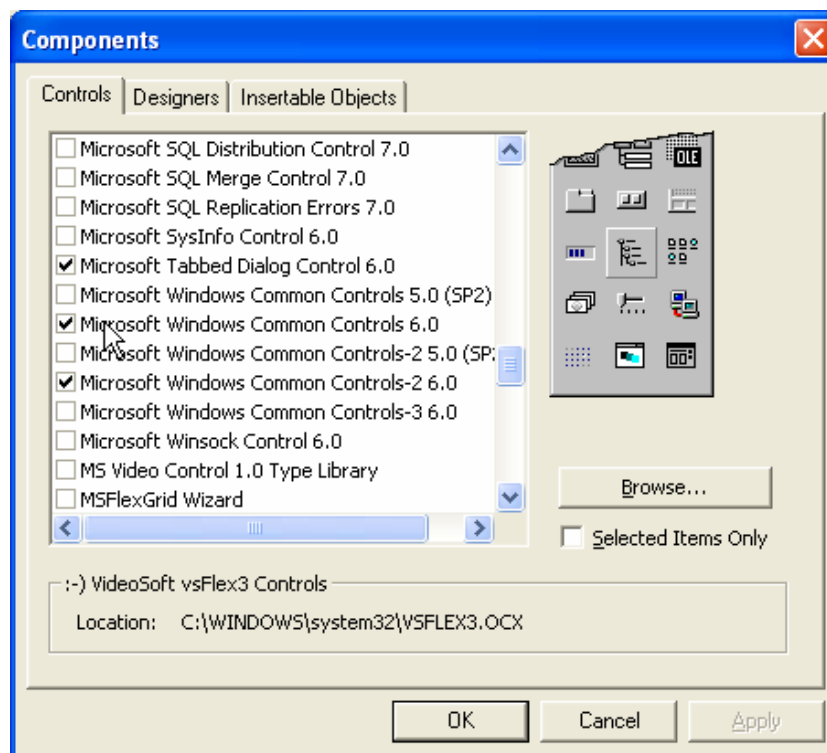 Components
Controls Designers Insertable Objects
Microsoft SQL Distribution Control 7.0
Microsoft SQL Merge Control 7.0
Microsoft SQL Replication Errors 7.0
Microsoft SysInfo Control 6.0
Microsoft Tabbed Dialog Control 6.0
Microsoft Windows Common Controls 5.0 (SP2)
Microsoft Windows Common Controls 6.0
Microsoft Windows Common Controls-2 5.0 (SP
Microsoft Windows Common Controls-2 6.0
Microsoft Windows Common Controls-3 6.0
Microsoft Winsock Control 6.0
MS Video Control 1.0 Type Library
MSFlexGrid Wizard
OLE
Browse...
Selected Items Only
:-) VideoSoft vsFlex3 Controls
Location: C:\WINDOWS\system32\VSFLEX3.OCX
OK Cancel Apply